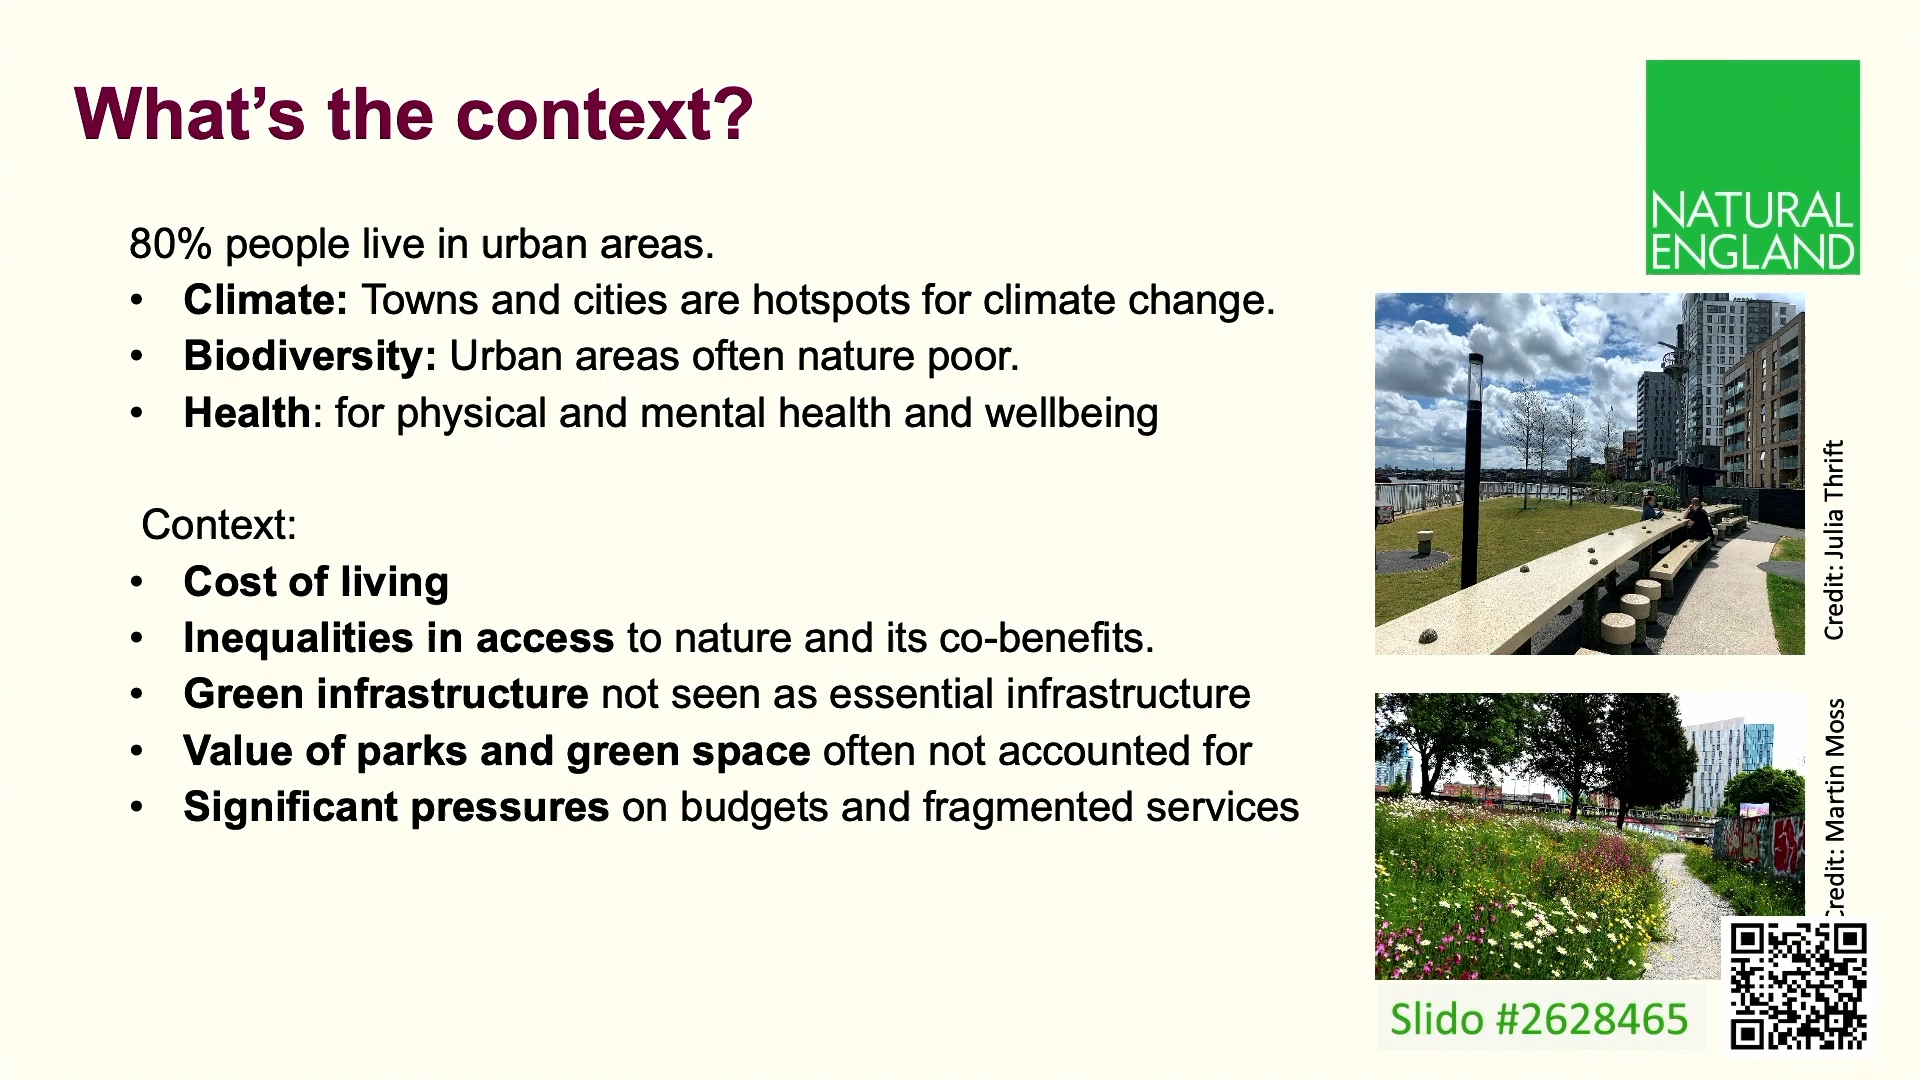 What’s the context?
NATURAL
ENGLAND
80% people live in urban areas.
• Climate: Towns and cities are hotspots for climate change.
• Biodiversity: Urban areas often nature poor.
• Health: for physical and mental health and wellbeing
Context:
• Cost of living
• Inequalities in access to nature and its co-benefits.
• Green infrastructure not seen as essential infrastructure
• Value of parks and green space often not accounted for
• Significant pressures on budgets and fragmented services
Credit: Julia Thrift
Credit: Martin Moss
Slido #2628465